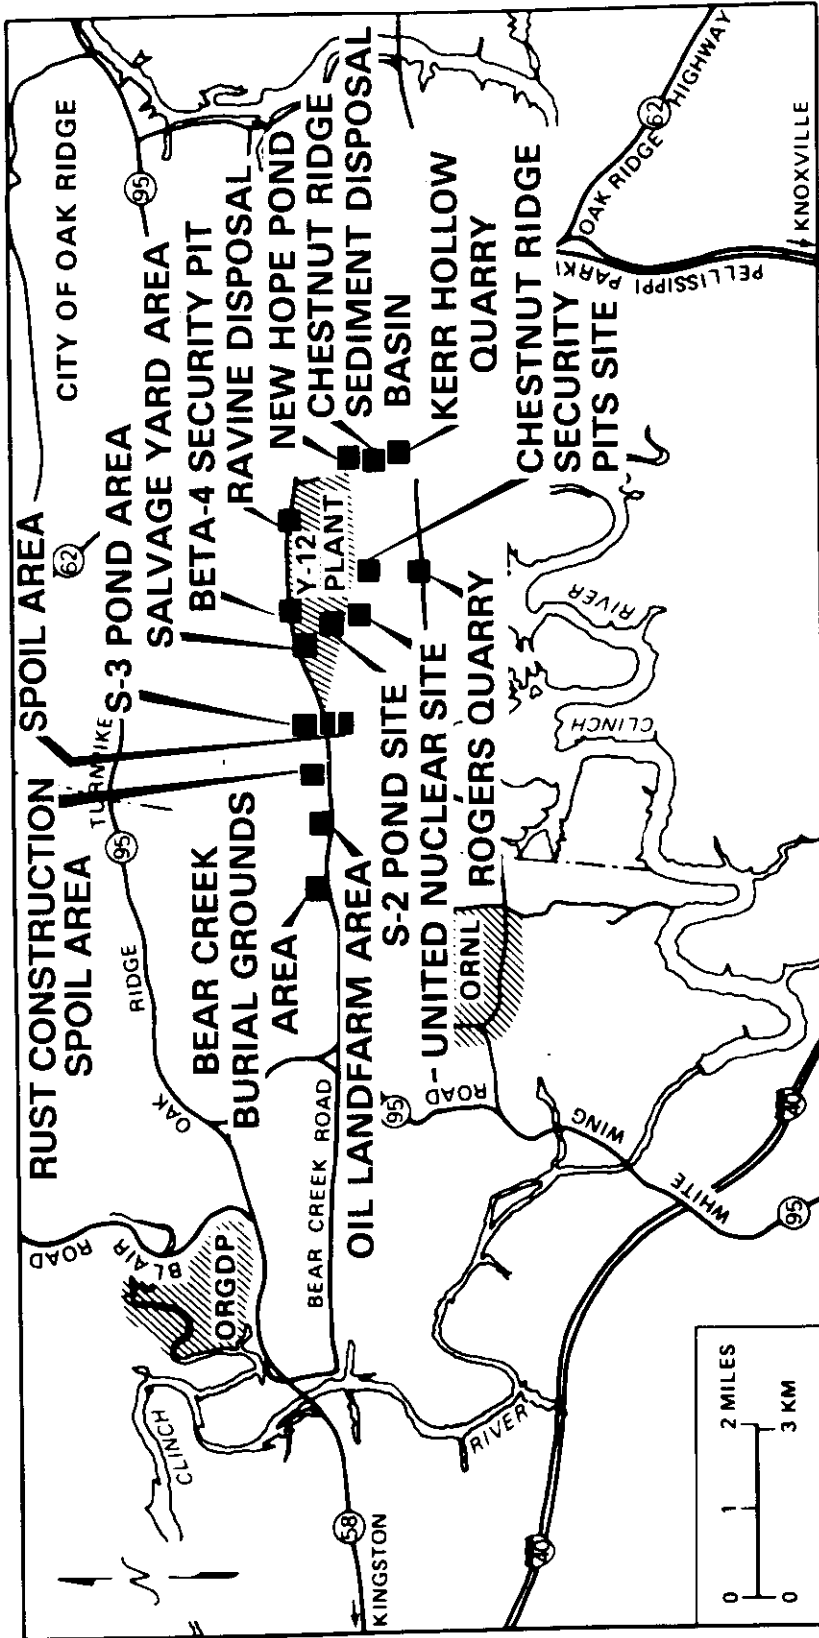 RUST CONSTRUCTION
SPOIL AREA
SPOIL AREA
S-3 POND AREA
SALVAGE YARD AREA
BETA-4 SECURITY PIT
RAVINE DISPOSAL
NEW HOPE POND
CHESTNUT RIDGE
SEDIMENT DISPOSAL
BASIN
KERR HOLLOW
QUARRY
CHESTNUT RIDGE
SECURITY
PITS SITE
BEAR CREEK
BURIAL GROUNDS
AREA
OIL LANDFARM AREA
S-2 POND SITE
UNITED NUCLEAR SITE
ROGERS QUARRY
Y-12
PLANT
ORNL
ORGDP
CITY OF OAK RIDGE
OAK
RIDGE
TURNPIKE
95
95
62
BLAIR
ROAD
BEAR CREEK ROAD
CLINCH
RIVER
58
KINGSTON
95
WHITE
WING
ROAD
95
40
40
CLINCH
RIVER
OAK RIDGE HIGHWAY
62
PELLISSIPPI PARK
KNOXVILLE
N
0 1 2 MILES
0 3 KM